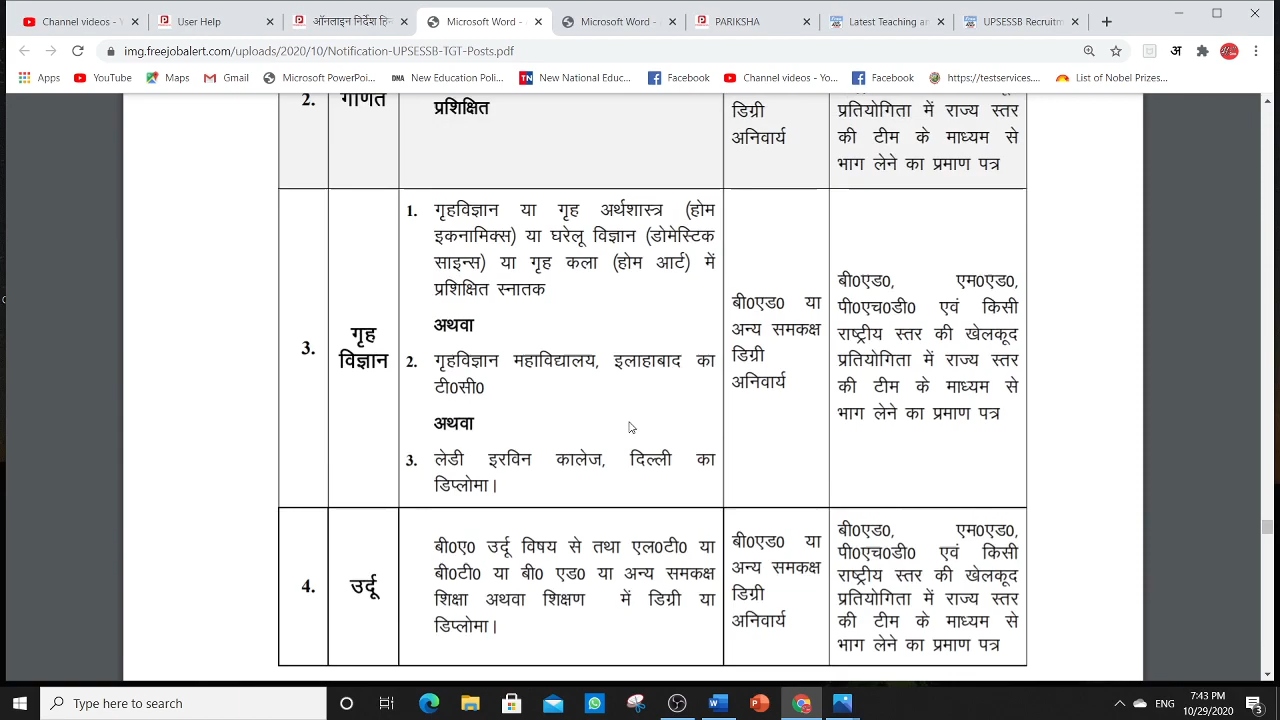 Channel videos - Y
User Help
ऑनलाइन निर्देश हिन
Microsoft Word -
Microsoft Word -
PARIKSHA
Latest Teaching an
UPSESSB Recruitm
img.freejobalert.com/uploads/2020/10/Notification-UPSESSB-TGT-Posts.pdf
अ
Apps
YouTube
Maps
Gmail
Microsoft PowerPoi...
DNA New Education Poli...
TN New National Educ...
Facebook
Channel videos - Yo...
Facebook
https://testservices...
List of Nobel Prizes...
2.
गणित
प्रशिक्षित
डिग्री
अनिवार्य
प्रतियोगिता में राज्य स्तर
की टीम के माध्यम से
भाग लेने का प्रमाण पत्र
3.
गृह
विज्ञान
1. गृहविज्ञान या गृह अर्थशास्त्र (होम
इकनामिक्स) या घरेलू विज्ञान (डोमेस्टिक
साइन्स) या गृह कला (होम आर्ट) में
प्रशिक्षित स्नातक
अथवा
2. गृहविज्ञान महाविद्यालय, इलाहाबाद का
टी0सी0
अथवा
3. लेडी इरविन कालेज, दिल्ली का
डिप्लोमा।
बी0एड0 या
अन्य समकक्ष
डिग्री
अनिवार्य
बी0एड0, एम0एड0,
पी0एच0डी0 एवं किसी
राष्ट्रीय स्तर की खेलकूद
प्रतियोगिता में राज्य स्तर
की टीम के माध्यम से
भाग लेने का प्रमाण पत्र
4.
उर्दू
बी0ए0 उर्दू विषय से तथा एल0टी0 या
बी0टी0 या बी0 एड0 या अन्य समकक्ष
शिक्षा अथवा शिक्षण में डिग्री या
डिप्लोमा।
बी0एड0 या
अन्य समकक्ष
डिग्री
अनिवार्य
बी0एड0, एम0एड0,
पी0एच0डी0 एवं किसी
राष्ट्रीय स्तर की खेलकूद
प्रतियोगिता में राज्य स्तर
की टीम के माध्यम से
भाग लेने का प्रमाण पत्र
Type here to search
ENG
7:43 PM
10/29/2020
3